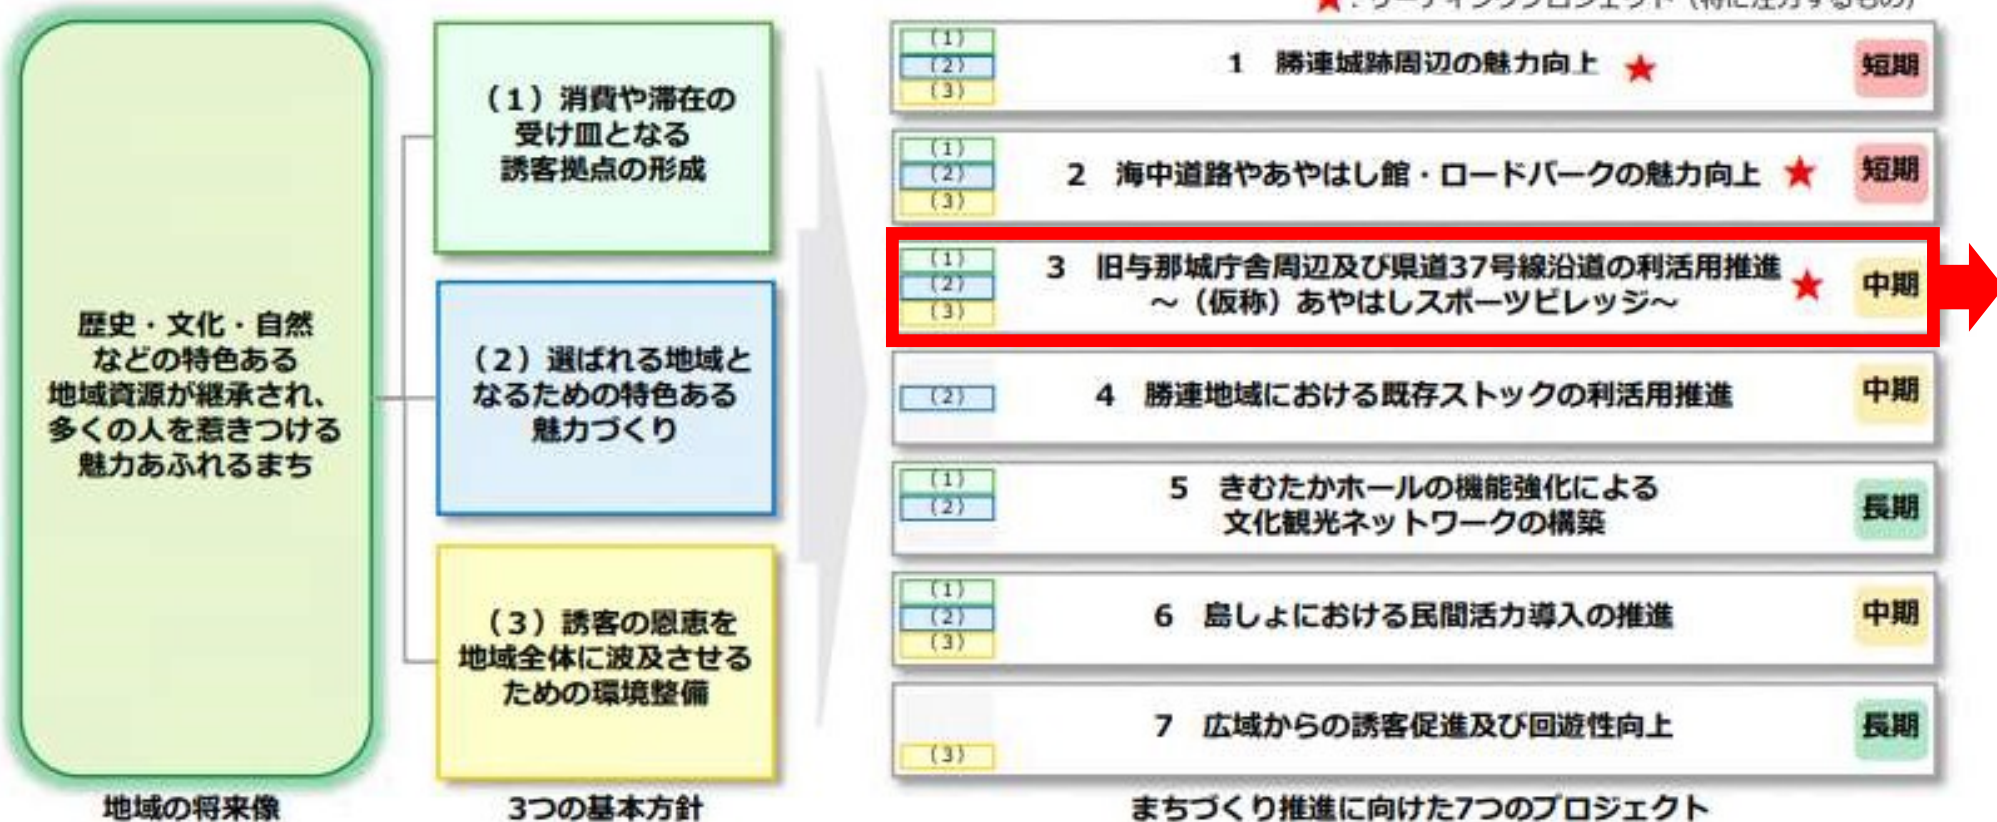 ★：リーディングプロジェクト（特に注力するもの）
歴史・文化・自然
などの特色ある
地域資源が継承され、
多くの人を惹きつける
魅力あふれるまち
地域の将来像
（1）消費や滞在の
受け皿となる
誘客拠点の形成
（2）選ばれる地域と
なるための特色ある
魅力づくり
（3）誘客の恩恵を
地域全体に波及させる
ための環境整備
3つの基本方針
（1）
（2）
（3）
1 勝連城跡周辺の魅力向上 ★
短期
（1）
（2）
（3）
2 海中道路やあやはし館・ロードパークの魅力向上 ★
短期
（1）
（2）
（3）
3 旧与那城庁舎周辺及び県道37号線沿道の利活用推進
～（仮称）あやはしスポーツビレッジ～ ★
中期
（2）
4 勝連地域における既存ストックの利活用推進
中期
（1）
（2）
5 きむたかホールの機能強化による
文化観光ネットワークの構築
長期
（1）
（2）
（3）
6 島しょにおける民間活力導入の推進
中期
（3）
7 広域からの誘客促進及び回遊性向上
長期
まちづくり推進に向けた7つのプロジェクト